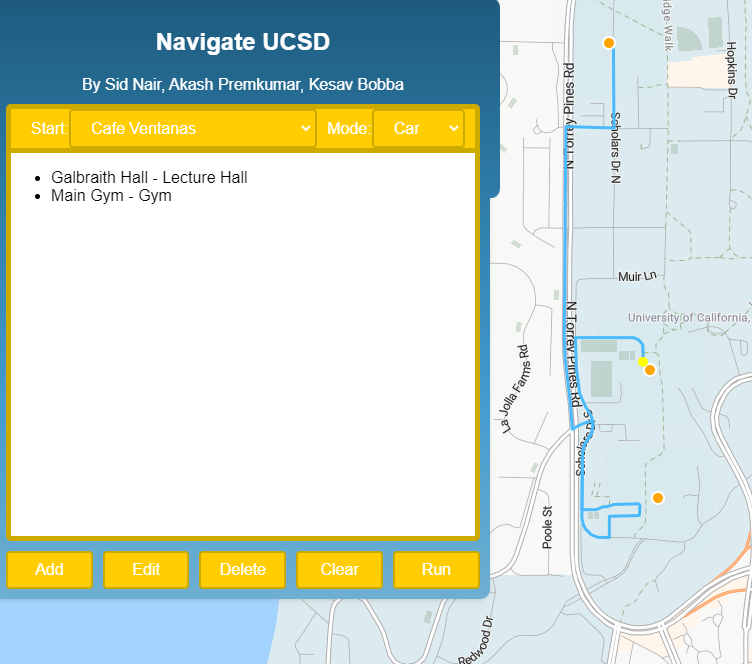 Navigate UCSD
By Sid Nair, Akash Premkumar, Kesav Bobba
Start: Cafe Ventanas Mode: Car
Galbraith Hall - Lecture Hall
Main Gym - Gym
Add Edit Delete Clear Run
idge Walk
Hopkins Dr
N Torrey Pines Rd
Scholars Dr N
Muir Ln
University of California,
N Torrey Pines Rd
La Jolla Farms Rd
Scholars Dr S
Poole St
Redwood Dr